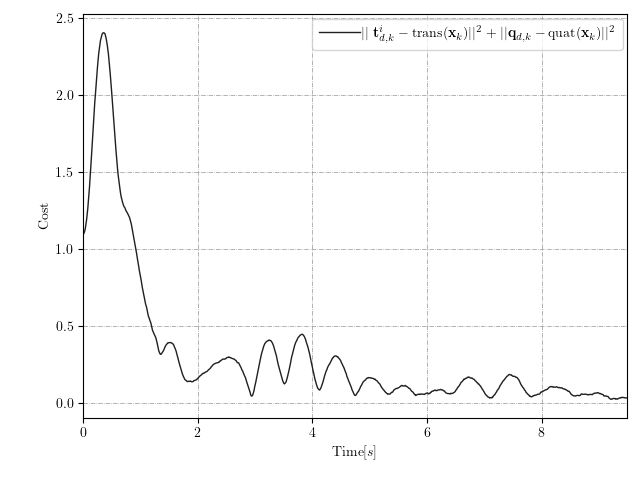 || t^i_{d,k} − trans(x_k)||^2 + ||q_{d,k} − quat(x_k)||^2
2.5
2.0
1.5
1.0
0.5
0.0
Cost
0 2 4 6 8
Time[s]